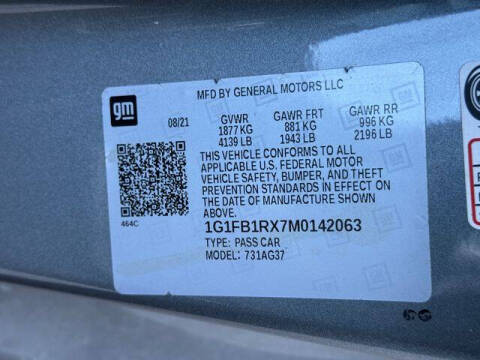 MFD BY GENERAL MOTORS LLC
gm
08/21 GVWR GAWR FRT GAWR RR
1877 KG 881 KG 996 KG
4139 LB 1943 LB 2196 LB
THIS VEHICLE CONFORMS TO ALL
APPLICABLE U.S. FEDERAL MOTOR
VEHICLE SAFETY, BUMPER, AND THEFT
PREVENTION STANDARDS IN EFFECT ON
THE DATE OF MANUFACTURE SHOWN ABOVE.
464C
1G1FB1RX7M0142063
TYPE: PASS CAR
MODEL: 731AG37